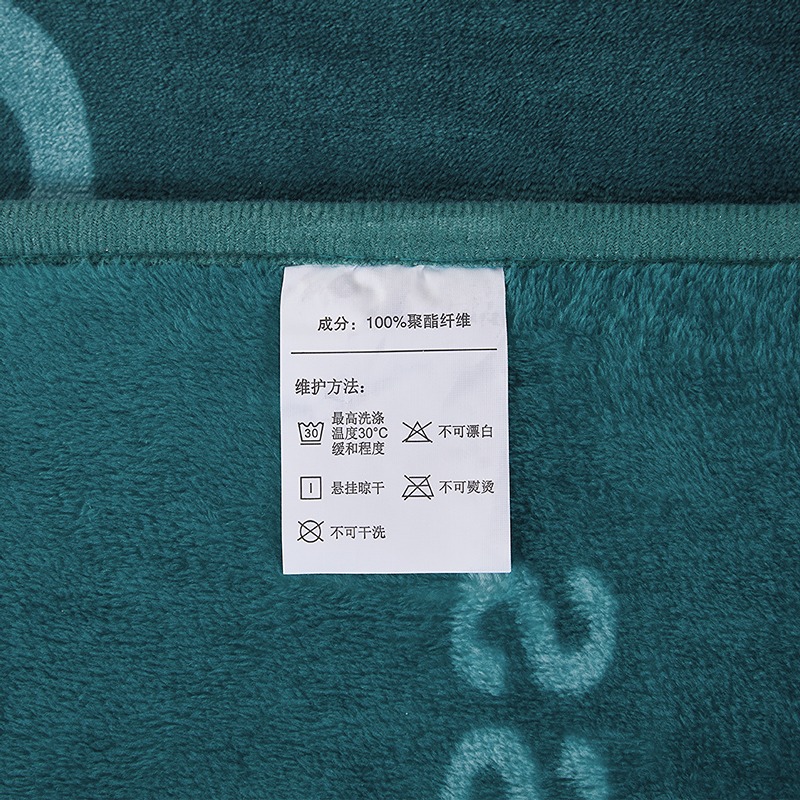 成分：100%聚酯纤维
维护方法：
30
最高洗涤
温度30°C
缓和程度
不可漂白
悬挂晾干
不可熨烫
不可干洗